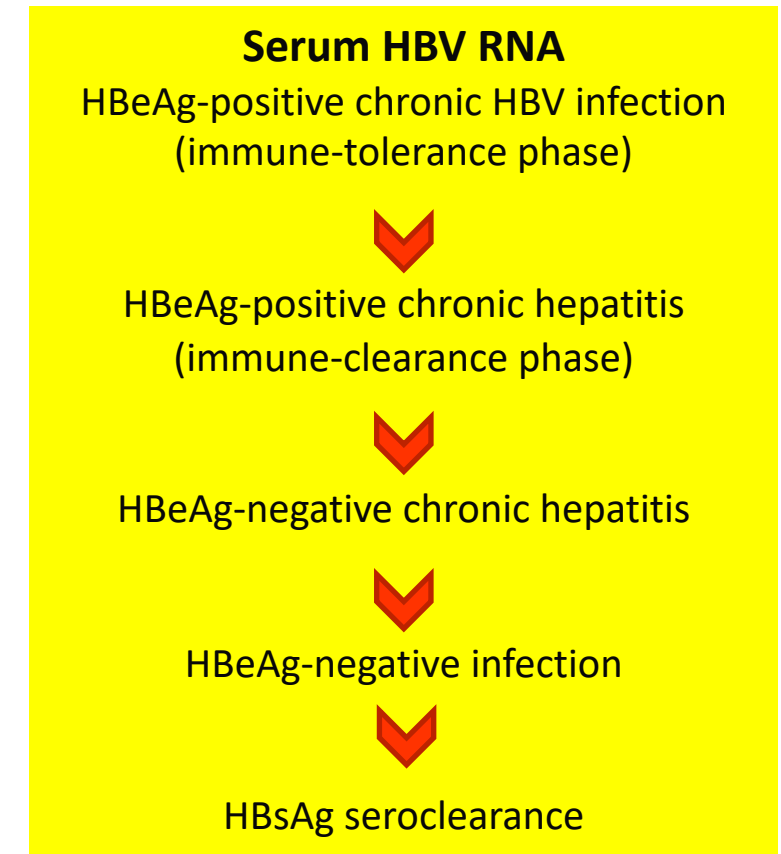 Serum HBV RNA
HBeAg-positive chronic HBV infection
(immune-tolerance phase)
HBeAg-positive chronic hepatitis
(immune-clearance phase)
HBeAg-negative chronic hepatitis
HBeAg-negative infection
HBsAg seroclearance